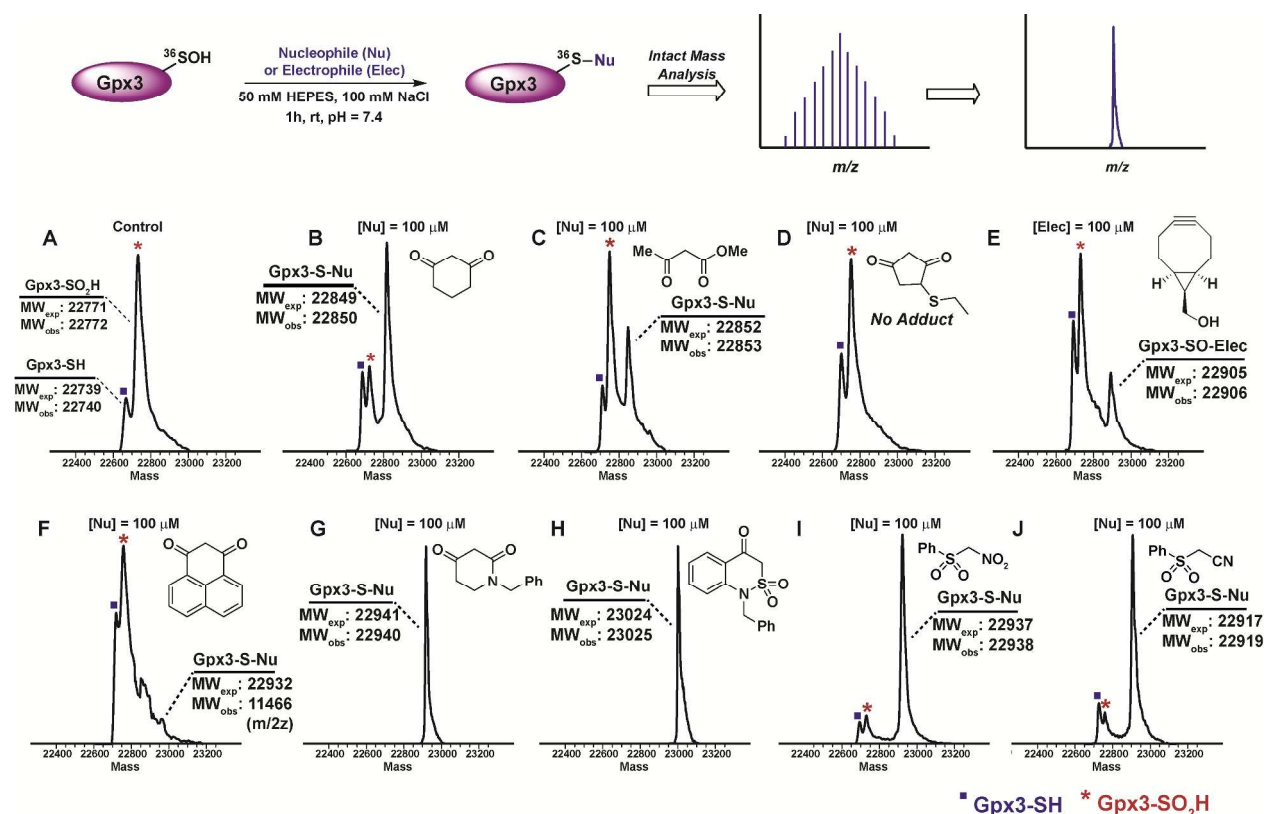 36SOH
Gpx3
Nucleophile (Nu)
or Electrophile (Elec)
50 mM HEPES, 100 mM NaCl
1h, rt, pH = 7.4
36
S–Nu
Gpx3
Intact Mass
Analysis
m/z
m/z
A
Control
*
Gpx3-SO2H
MWexp: 22771
MWobs: 22772
Gpx3-SH
MWexp: 22739
MWobs: 22740
22400 22600 22800 23000 23200
Mass
B
[Nu] = 100 µM
O O
Gpx3-S-Nu
MWexp: 22849
MWobs: 22850
*
22400 22600 22800 23000 23200
Mass
C
[Nu] = 100 µM
*
Me OMe
O O
Gpx3-S-Nu
MWexp: 22852
MWobs: 22853
22400 22600 22800 23000 23200
Mass
D
[Nu] = 100 µM
*
O O
S
No Adduct
22400 22600 22800 23000 23200
Mass
E
[Elec] = 100 µM
*
H H
OH
Gpx3-SO-Elec
MWexp: 22905
MWobs: 22906
22400 22600 22800 23000 23200
Mass
F
[Nu] = 100 µM
*
O O
Gpx3-S-Nu
MWexp: 22932
MWobs: 11466
(m/2z)
22400 22600 22800 23000 23200
Mass
G
[Nu] = 100 µM
O O
N Ph
Gpx3-S-Nu
MWexp: 22941
MWobs: 22940
22400 22600 22800 23000 23200
Mass
H
[Nu] = 100 µM
O
S O
N O
Ph
Gpx3-S-Nu
MWexp: 23024
MWobs: 23025
22400 22600 22800 23000 23200
Mass
I
[Nu] = 100 µM
Ph S NO2
O O
Gpx3-S-Nu
MWexp: 22937
MWobs: 22938
*
22400 22600 22800 23000 23200
Mass
J
[Nu] = 100 µM
Ph S CN
O O
Gpx3-S-Nu
MWexp: 22917
MWobs: 22919
*
22400 22600 22800 23000 23200
Mass
Gpx3-SH * Gpx3-SO2H